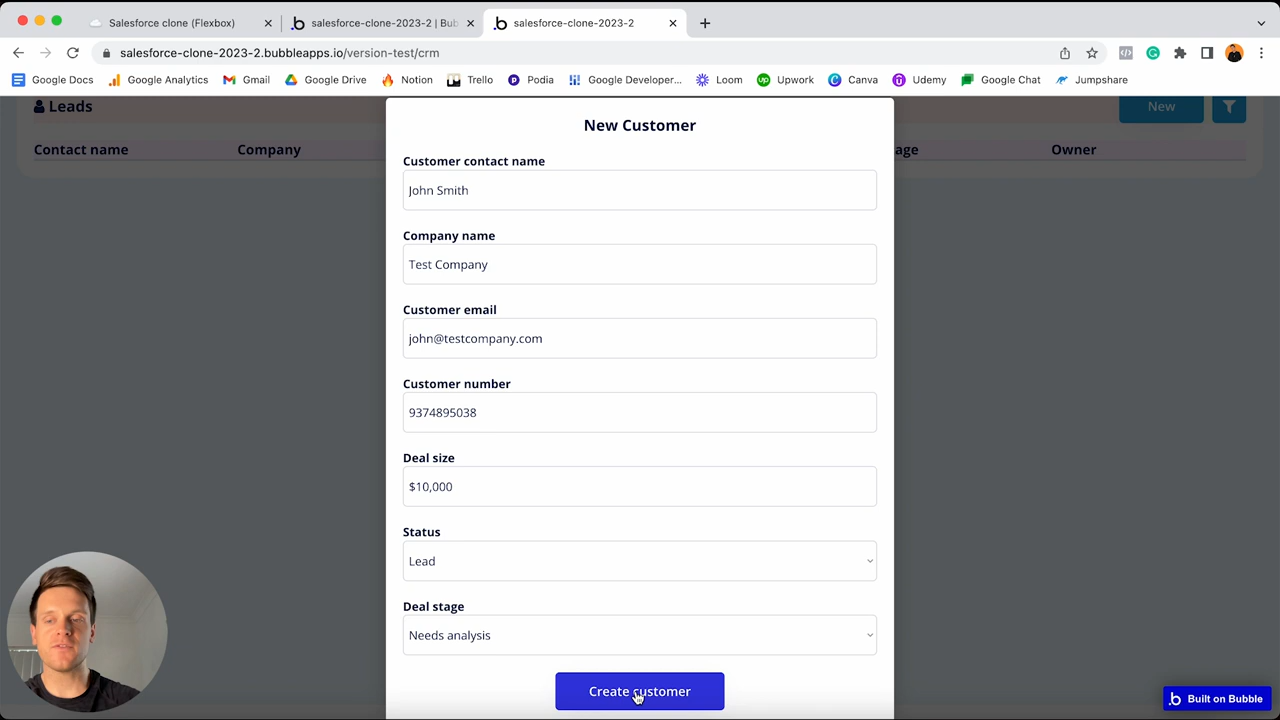 Salesforce clone (Flexbox)
salesforce-clone-2023-2 | Bub
salesforce-clone-2023-2
salesforce-clone-2023-2.bubbleapps.io/version-test/crm
Google Docs
Google Analytics
Gmail
Google Drive
Notion
Trello
Podia
Google Developer...
Loom
Upwork
Canva
Udemy
Google Chat
Jumpshare
Leads
New
Contact name
Company
age
Owner
New Customer
Customer contact name
John Smith
Company name
Test Company
Customer email
john@testcompany.com
Customer number
9374895038
Deal size
$10,000
Status
Lead
Deal stage
Needs analysis
Create customer
Built on Bubble